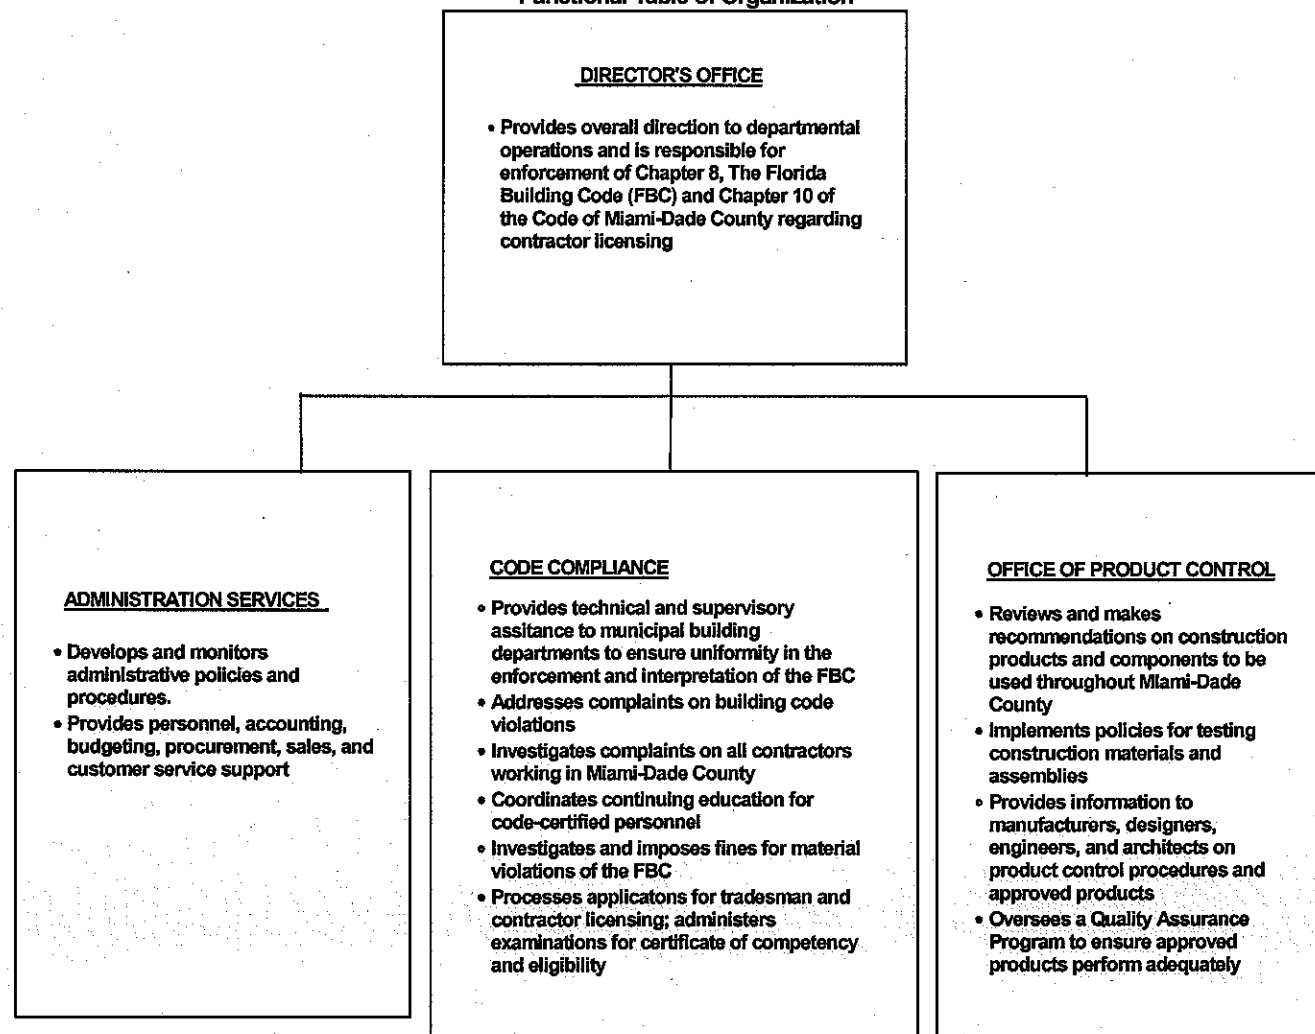 Functional Table of Organization
DIRECTOR'S OFFICE
• Provides overall direction to departmental
operations and is responsible for
enforcement of Chapter 8, The Florida
Building Code (FBC) and Chapter 10 of
the Code of Miami-Dade County regarding
contractor licensing
ADMINISTRATION SERVICES
• Develops and monitors
administrative policies and
procedures.
• Provides personnel, accounting,
budgeting, procurement, sales, and
customer service support
CODE COMPLIANCE
• Provides technical and supervisory
assitance to municipal building
departments to ensure uniformity in the
enforcement and interpretation of the FBC
• Addresses complaints on building code
violations
• Investigates complaints on all contractors
working in Miami-Dade County
• Coordinates continuing education for
code-certified personnel
• Investigates and imposes fines for material
violations of the FBC
• Processes applicatons for tradesman and
contractor licensing; administers
examinations for certificate of competency
and eligibility
OFFICE OF PRODUCT CONTROL
• Reviews and makes
recommendations on construction
products and components to be
used throughout Miami-Dade
County
• Implements policies for testing
construction materials and
assemblies
• Provides information to
manufacturers, designers,
engineers, and architects on
product control procedures and
approved products
• Oversees a Quality Assurance
Program to ensure approved
products perform adequately